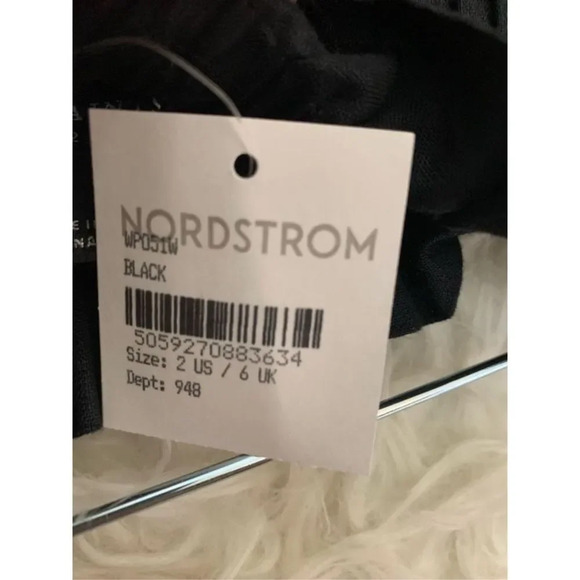 NORDSTROM
WP051W
BLACK
5059270883634
Size: 2 US / 6 UK
Dept: 948